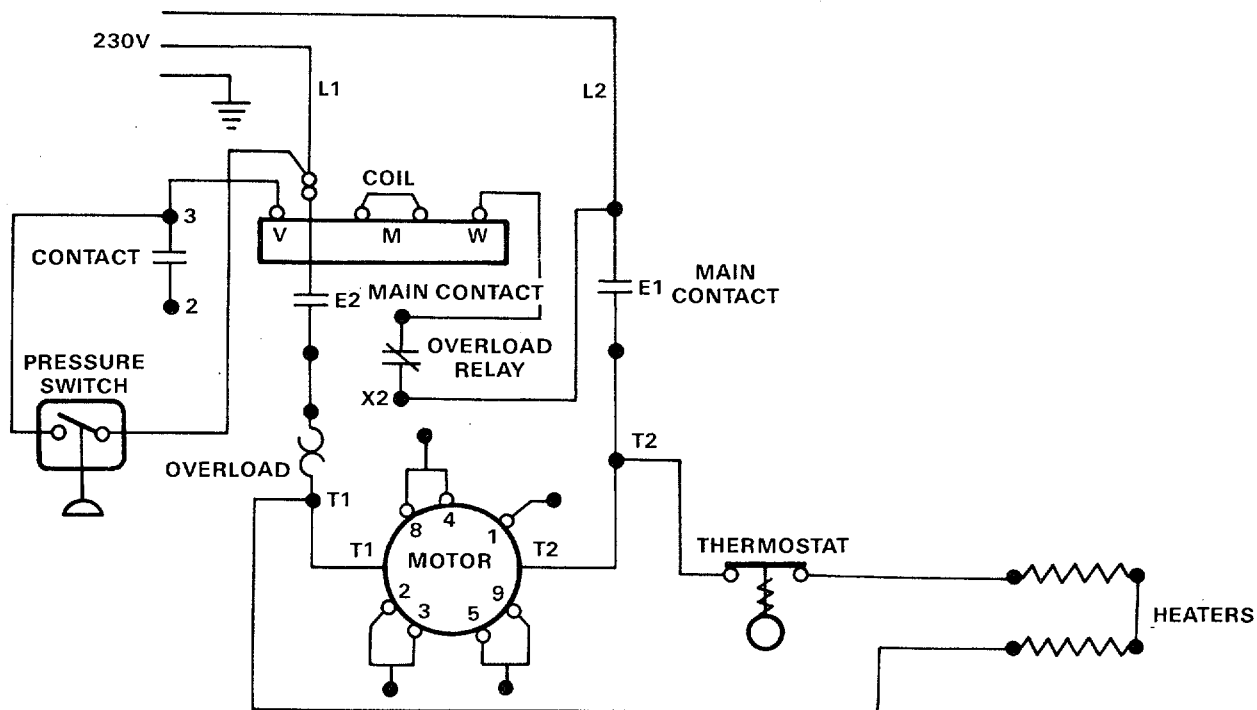 230V
L1
L2
COIL
3
V
M
W
CONTACT
2
E2
MAIN CONTACT
E1
MAIN
CONTACT
PRESSURE
SWITCH
OVERLOAD
RELAY
X2
T2
OVERLOAD
T1
8
4
1
T1
MOTOR
T2
THERMOSTAT
2
3
5
9
HEATERS